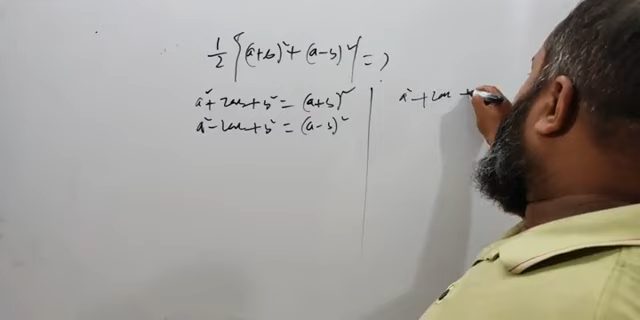 1/2 {(a+b)² + (a-b)²} = ?
a² + 2ab + b² = (a+b)²
a² - 2ab + b² = (a-b)²
a² + 2ab +